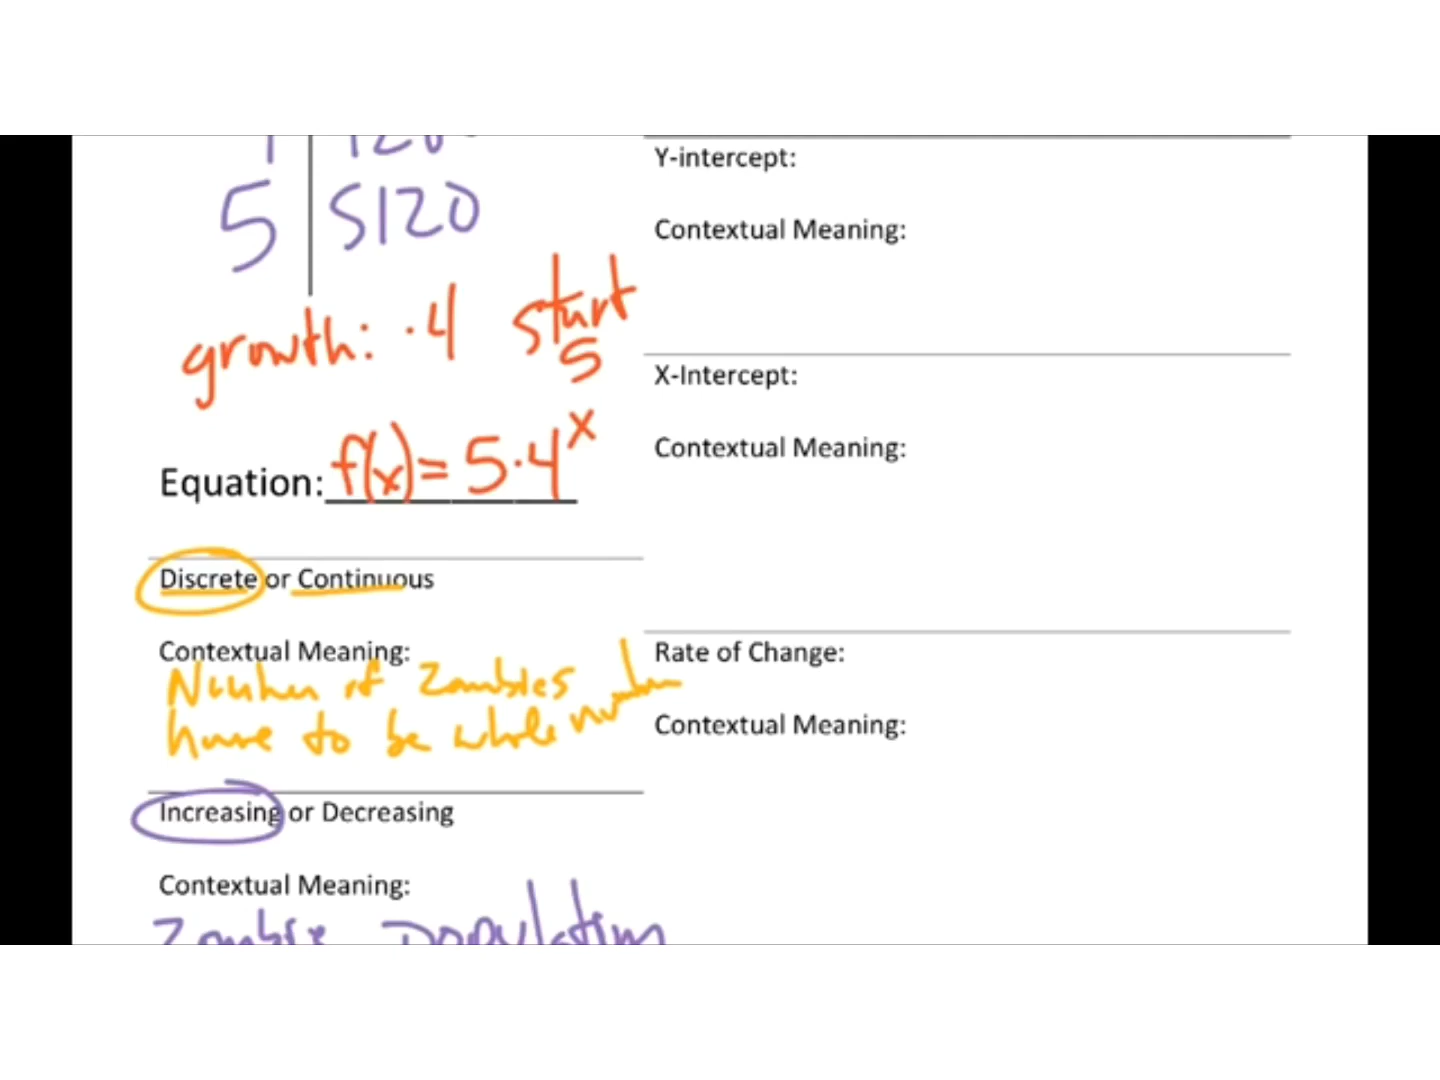 5 5120
growth: ·4 start
5
Equation: f(x) = 5·4^x
Discrete or Continuous
Contextual Meaning:
Number of Zombies
have to be whole number
Increasing or Decreasing
Contextual Meaning:
Zombie population
Y-intercept:
Contextual Meaning:
X-Intercept:
Contextual Meaning:
Rate of Change:
Contextual Meaning: